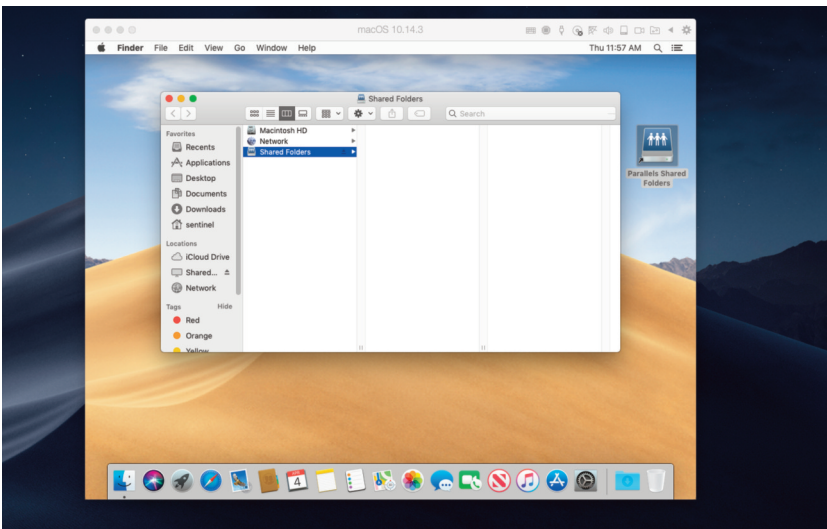 macOS 10.14.3
Finder File Edit View Go Window Help
Thu 11:57 AM
Shared Folders
Search
Favorites
Recents
Applications
Desktop
Documents
Downloads
sentinel
Locations
iCloud Drive
Shared...
Network
Tags Hide
Red
Orange
Yellow
Macintosh HD
Network
Shared Folders
Parallels Shared
Folders
4